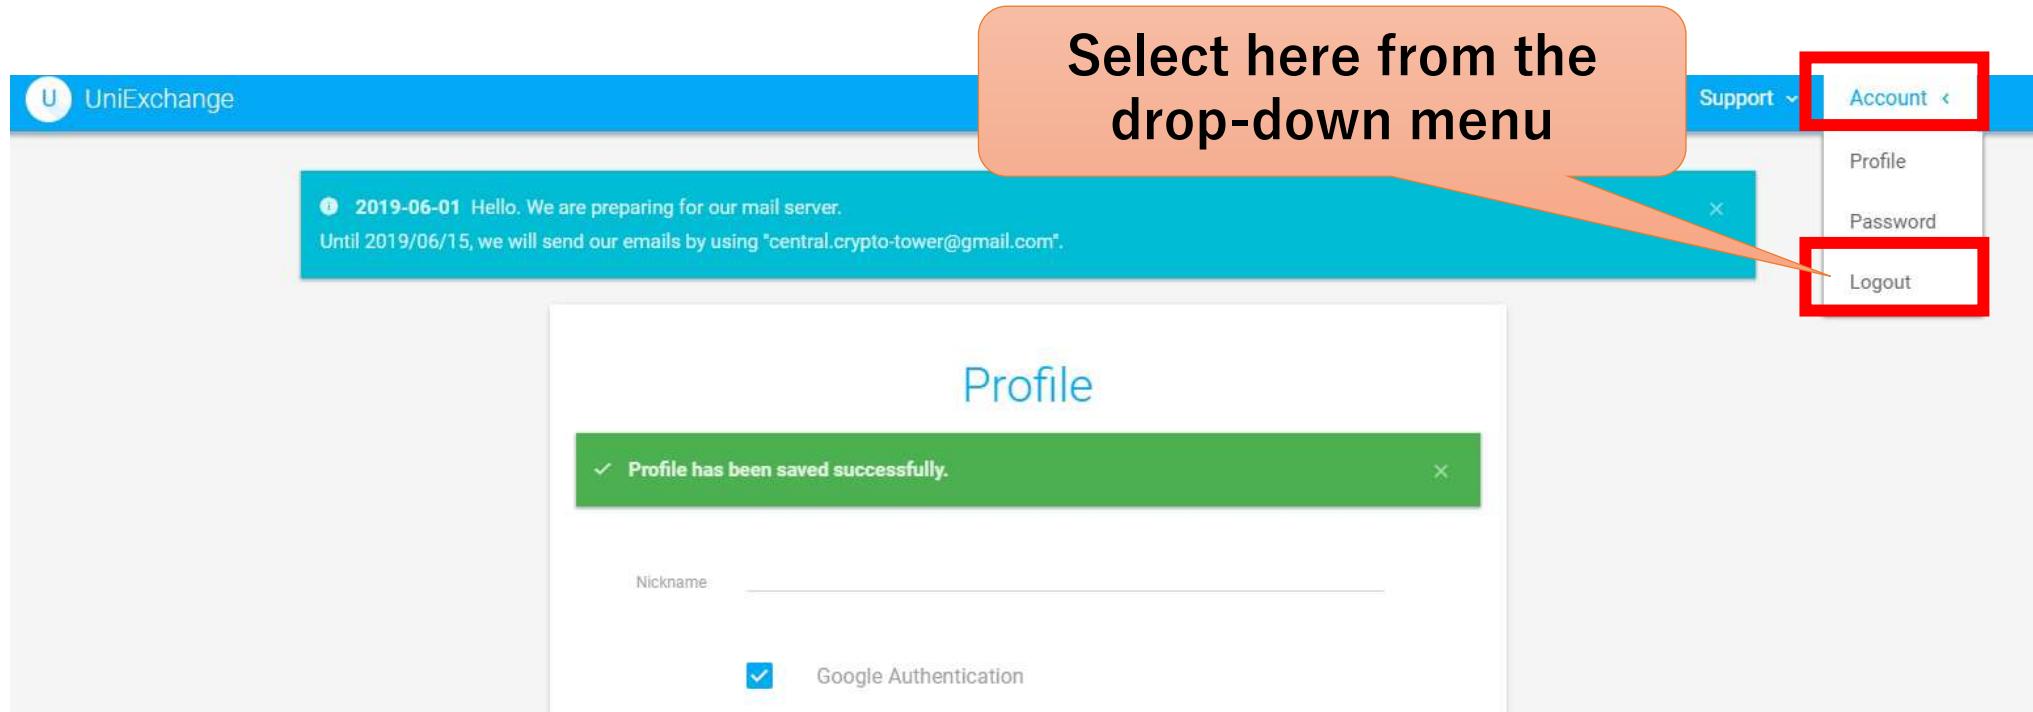 Select here from the
drop-down menu
U UniExchange
Support
Account
Profile
Password
Logout
2019-06-01 Hello. We are preparing for our mail server.
Until 2019/06/15, we will send our emails by using "central.crypto-tower@gmail.com".
Profile
Profile has been saved successfully.
Nickname
Google Authentication